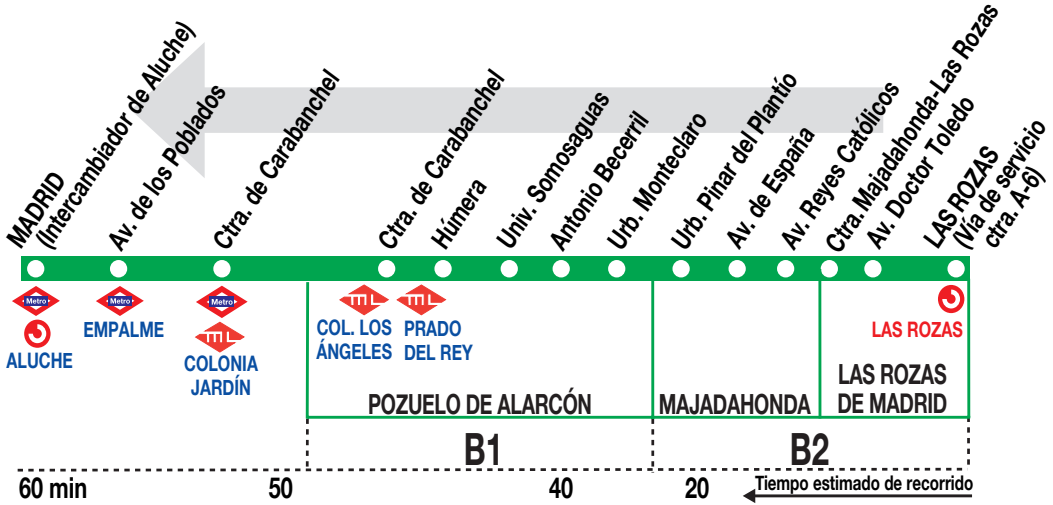 MADRID
(Intercambiador de Aluche)
Av. de los Poblados
Ctra. de Carabanchel
Ctra. de Carabanchel
Húmera
Univ. Somosaguas
Antonio Becerril
Urb. Monteclaro
Urb. Pinar del Plantío
Av. de España
Av. Reyes Católicos
Ctra. Majadahonda-Las Rozas
Av. Doctor Toledo
LAS ROZAS
(Vía de servicio
ctra. A-6)
Metro
ALUCHE
Metro
EMPALME
Metro
ML
COLONIA
JARDÍN
ML
COL. LOS
ÁNGELES
ML
PRADO
DEL REY
LAS ROZAS
POZUELO DE ALARCÓN
MAJADAHONDA
LAS ROZAS
DE MADRID
B1
B2
60 min
50
40
20
Tiempo estimado de recorrido